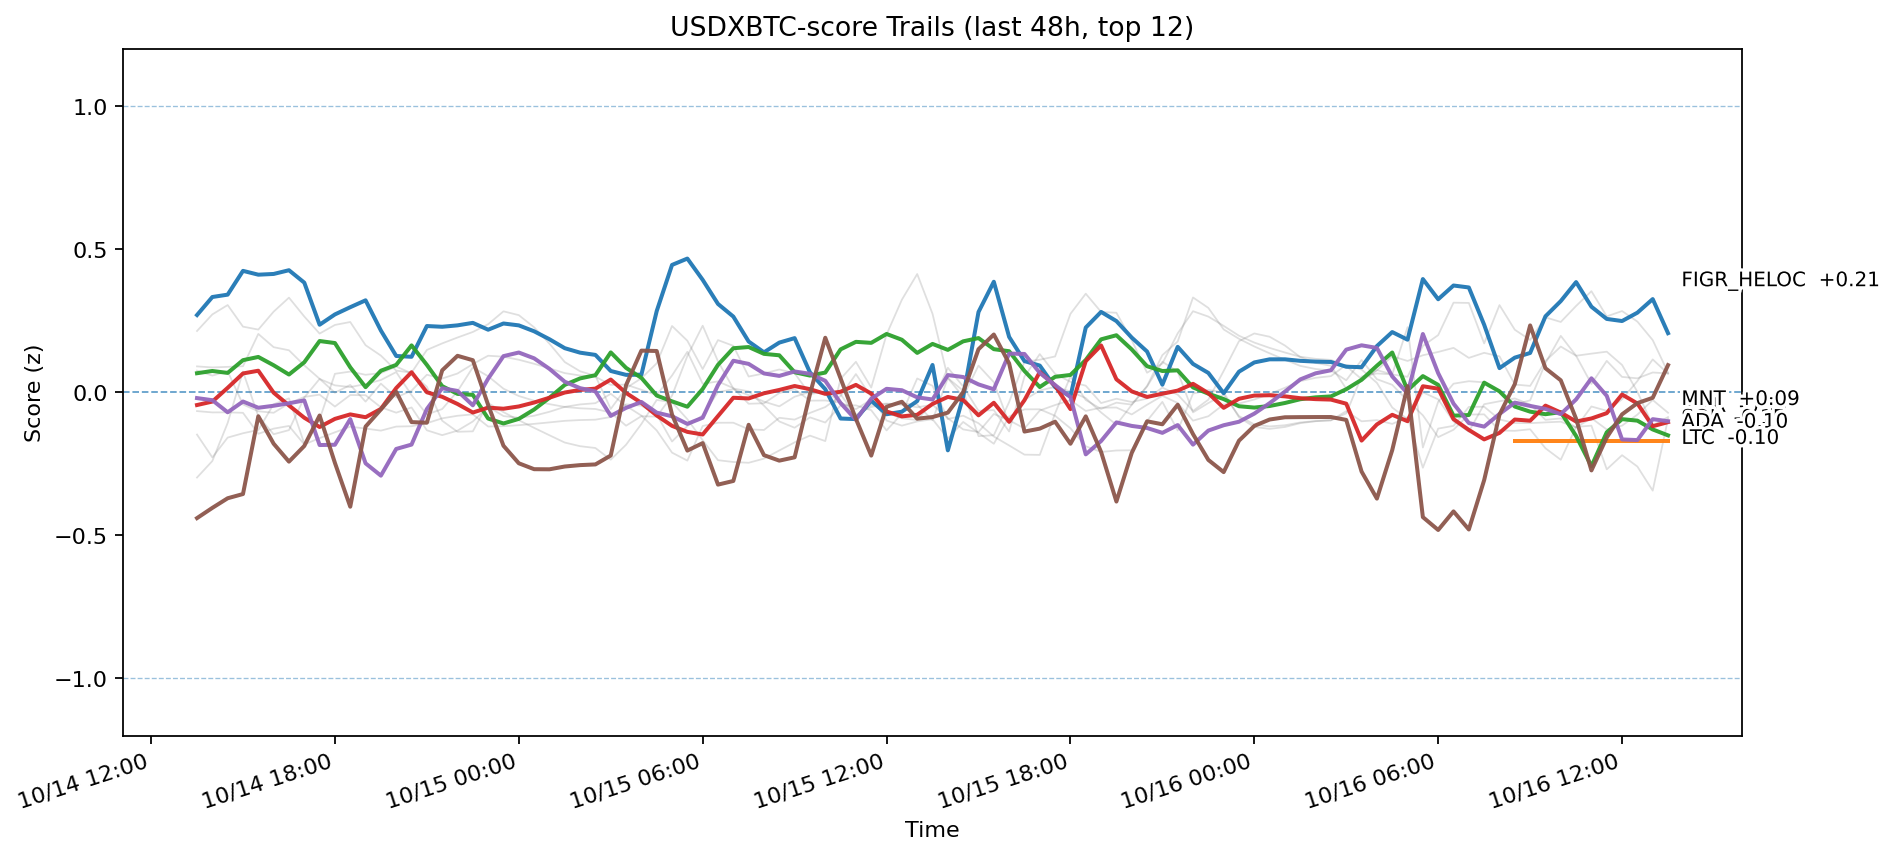 USDXBTC-score Trails (last 48h, top 12)
Score (z)
1.0
0.5
0.0
−0.5
−1.0
FIGR_HELOC +0.21
MNT +0.09
ADA -0.10
LTC -0.10
10/14 12:00
10/14 18:00
10/15 00:00
10/15 06:00
10/15 12:00
10/15 18:00
10/16 00:00
10/16 06:00
10/16 12:00
Time